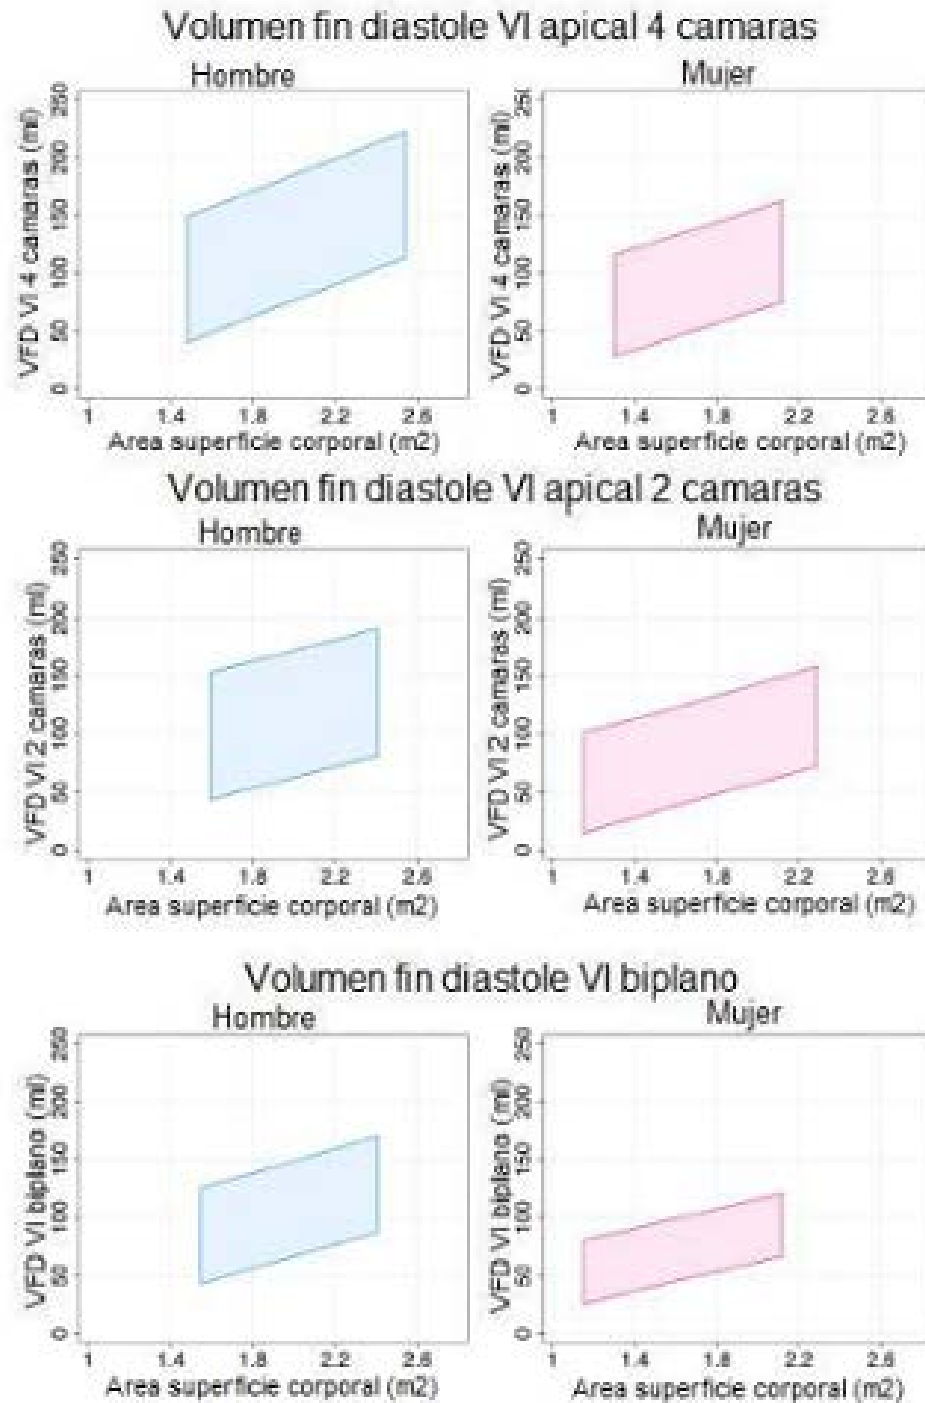 Volumen fin diastole VI apical 4 camaras
Hombre
Mujer
VFD VI 4 camaras (ml)
0 50 100 150 200 250
1 1.4 1.8 2.2 2.6
Area superficie corporal (m2)
VFD VI 4 camaras (ml)
0 50 100 150 200 250
1 1.4 1.8 2.2 2.6
Area superficie corporal (m2)
Volumen fin diastole VI apical 2 camaras
Hombre
Mujer
VFD VI 2 camaras (ml)
0 50 100 150 200 250
1 1.4 1.8 2.2 2.6
Area superficie corporal (m2)
VFD VI 2 camaras (ml)
0 50 100 150 200 250
1 1.4 1.8 2.2 2.6
Area superficie corporal (m2)
Volumen fin diastole VI biplano
Hombre
Mujer
VFD VI biplano (ml)
0 50 100 150 200 250
1 1.4 1.8 2.2 2.6
Area superficie corporal (m2)
VFD VI biplano (ml)
0 50 100 150 200 250
1 1.4 1.8 2.2 2.6
Area superficie corporal (m2)